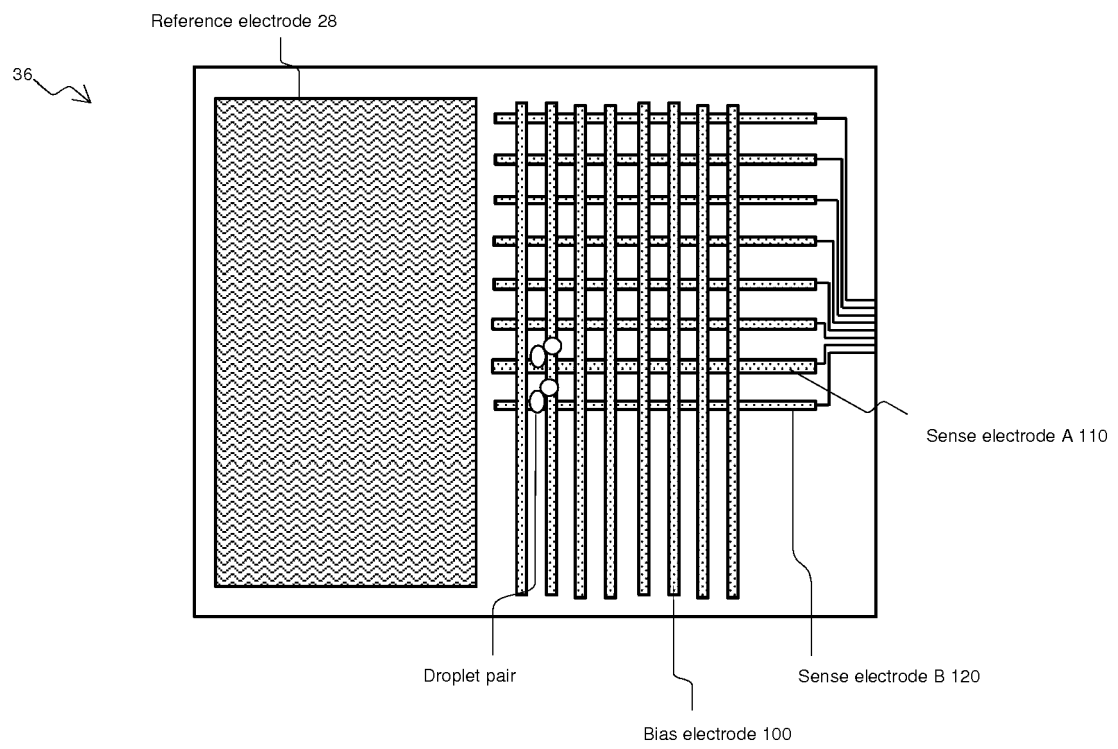 Reference electrode 28
36
Sense electrode A 110
Droplet pair
Sense electrode B 120
Bias electrode 100